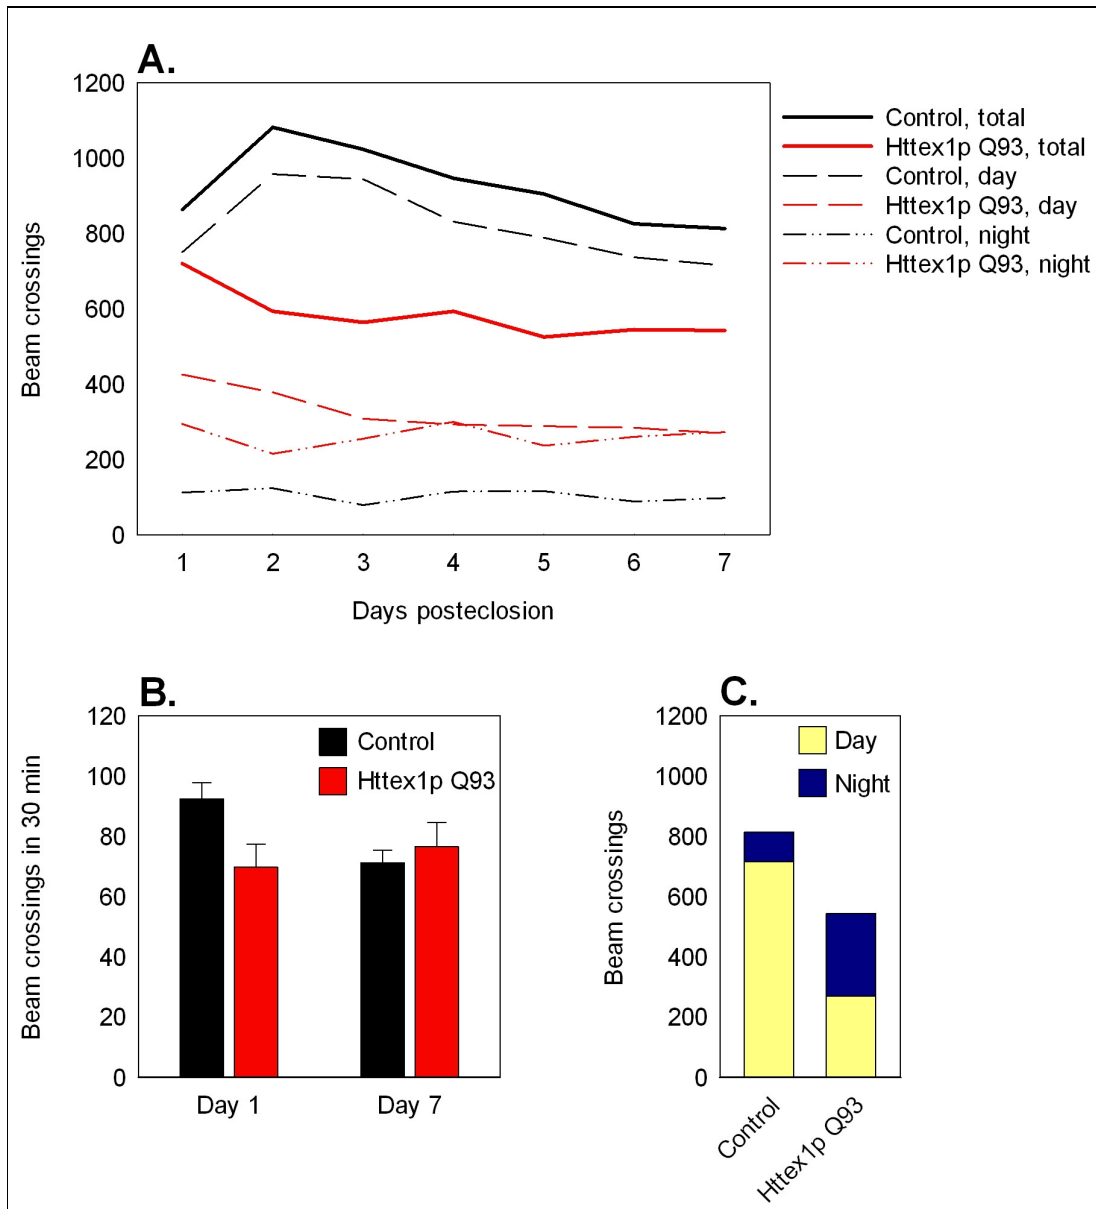 A.
1200
1000
800
600
400
200
0
Beam crossings
1 2 3 4 5 6 7
Days posteclosion
Control, total
Httex1p Q93, total
Control, day
Httex1p Q93, day
Control, night
Httex1p Q93, night
B.
120
100
80
60
40
20
0
Beam crossings in 30 min
Control
Httex1p Q93
Day 1 Day 7
C.
1200
1000
800
600
400
200
0
Beam crossings
Day
Night
Control
Httex1p Q93